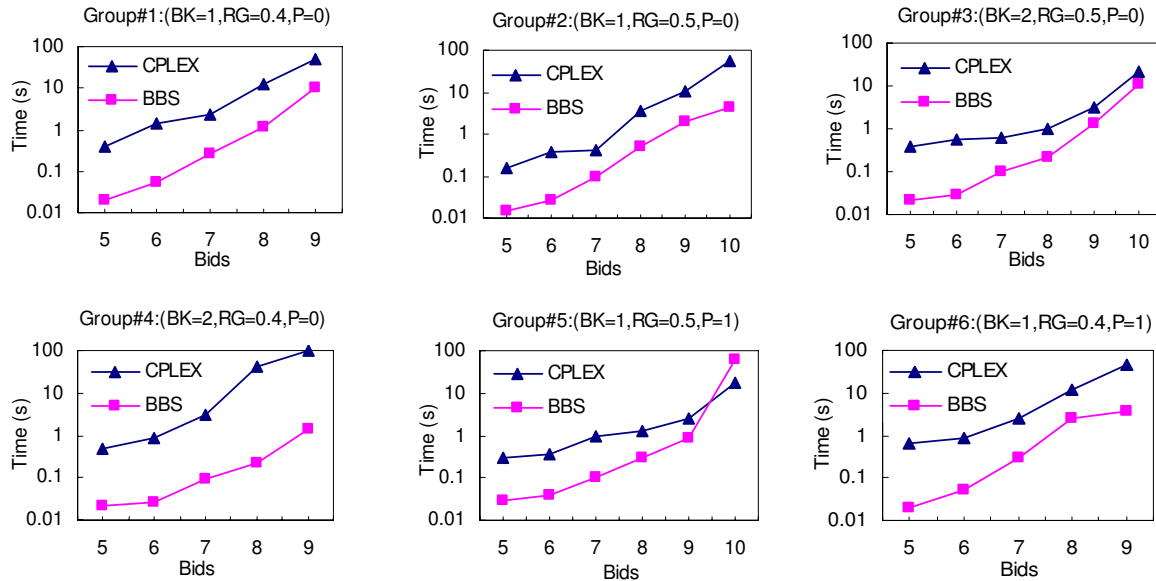 Group#1:(BK=1,RG=0.4,P=0)
100
10
1
0.1
0.01
Time (s)
CPLEX
BBS
5 6 7 8 9
Bids
Group#2:(BK=1,RG=0.5,P=0)
100
10
1
0.1
0.01
Time (s)
CPLEX
BBS
5 6 7 8 9 10
Bids
Group#3:(BK=2,RG=0.5,P=0)
100
10
1
0.1
0.01
Time (s)
CPLEX
BBS
5 6 7 8 9 10
Bids
Group#4:(BK=2,RG=0.4,P=0)
100
10
1
0.1
0.01
Time (s)
CPLEX
BBS
5 6 7 8 9
Bids
Group#5:(BK=1,RG=0.5,P=1)
100
10
1
0.1
0.01
Time (s)
CPLEX
BBS
5 6 7 8 9 10
Bids
Group#6:(BK=1,RG=0.4,P=1)
100
10
1
0.1
0.01
Time (s)
CPLEX
BBS
5 6 7 8 9
Bids